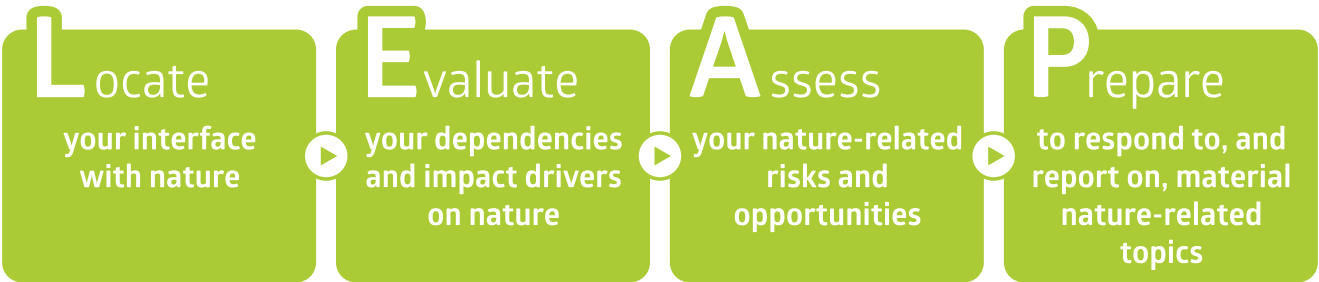 Locate
your interface
with nature
Evaluate
your dependencies
and impact drivers
on nature
Assess
your nature-related
risks and
opportunities
Prepare
to respond to, and
report on, material
nature-related
topics